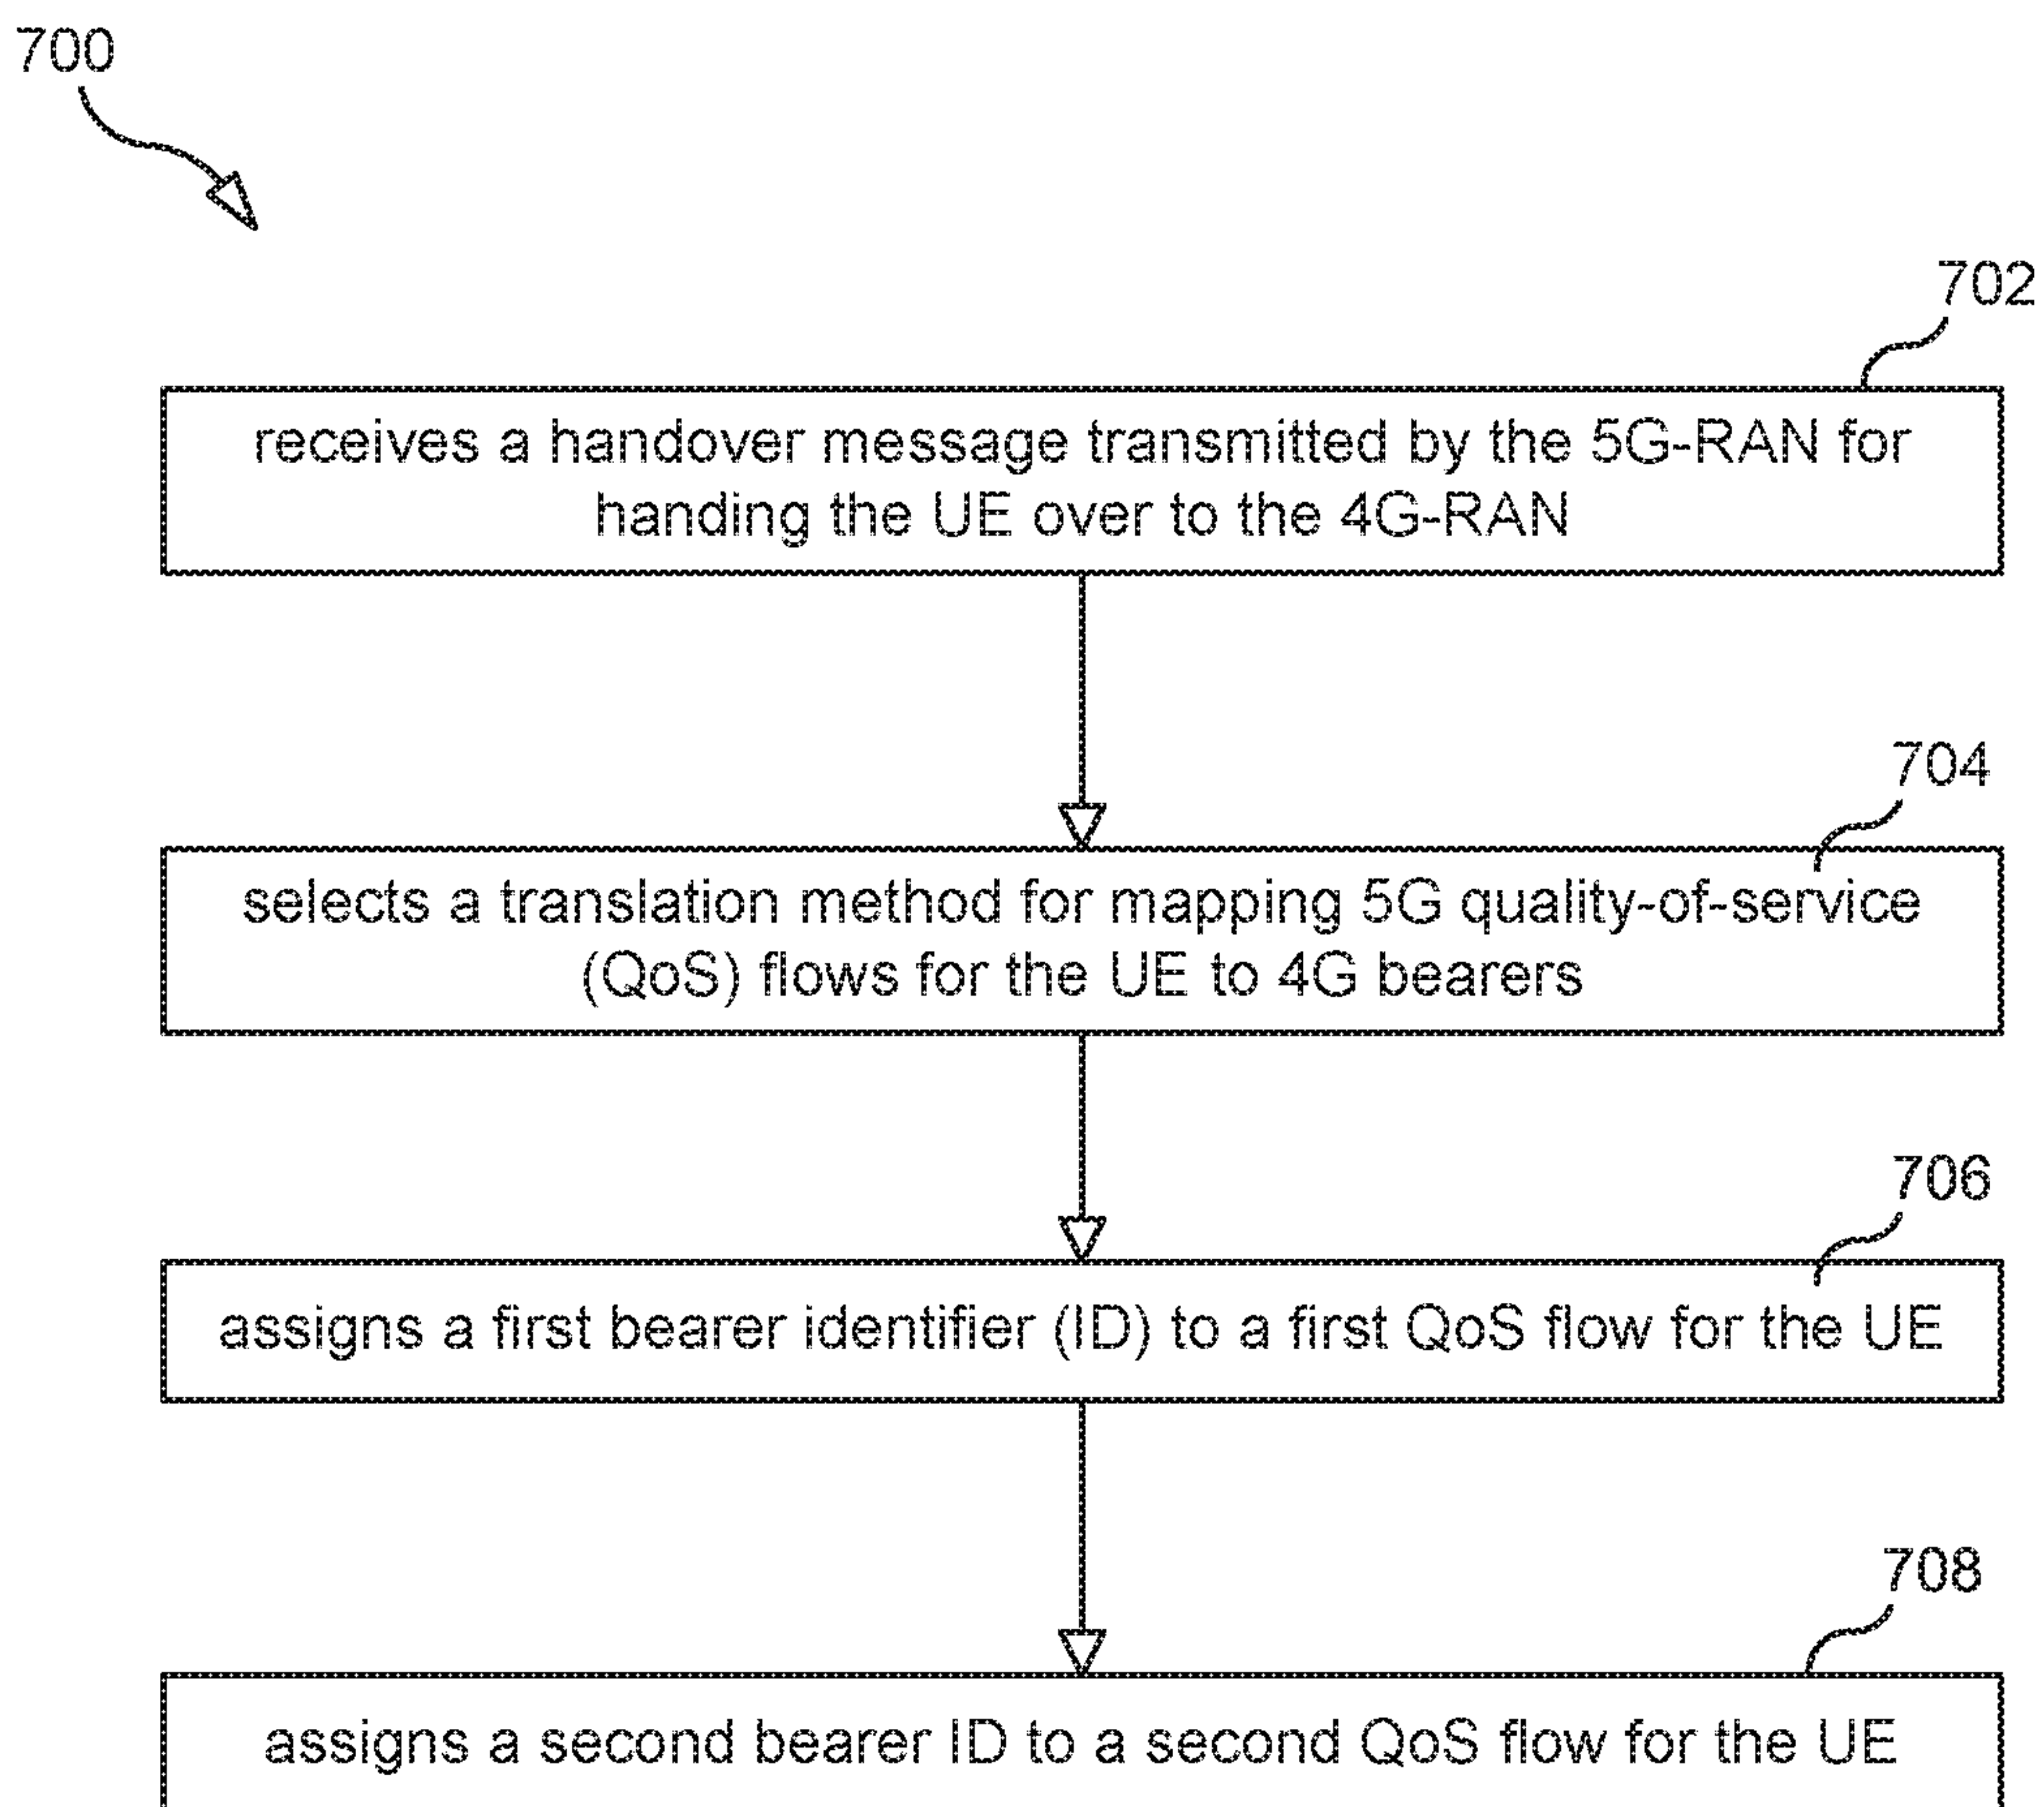 700
702
receives a handover message transmitted by the 5G-RAN for
handing the UE over to the 4G-RAN
704
selects a translation method for mapping 5G quality-of-service
(QoS) flows for the UE to 4G bearers
706
assigns a first bearer identifier (ID) to a first QoS flow for the UE
708
assigns a second bearer ID to a second QoS flow for the UE